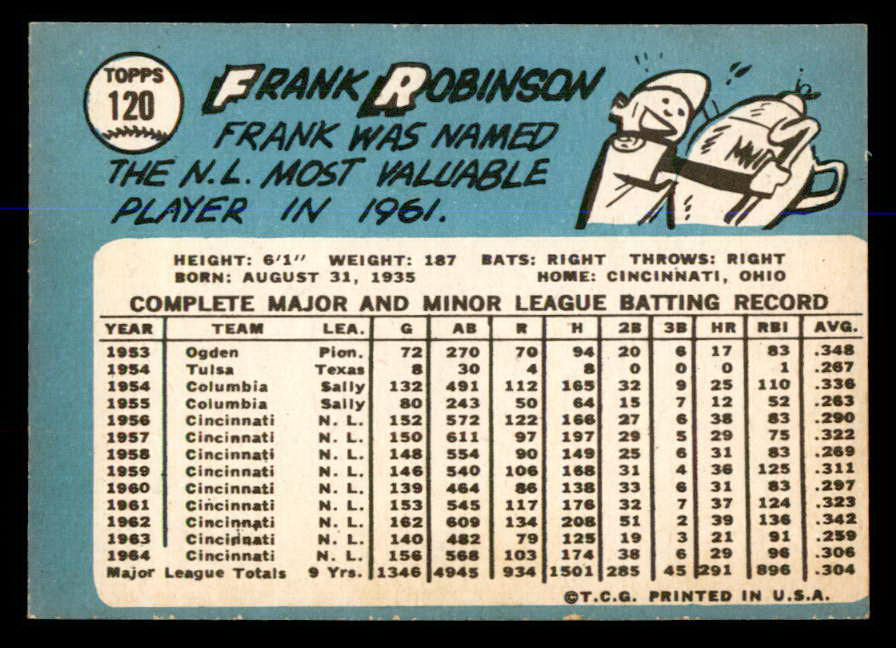 TOPPS
120
FRANK ROBINSON
FRANK WAS NAMED
THE N.L. MOST VALUABLE
PLAYER IN 1961.
MVP
HEIGHT: 6'1" WEIGHT: 187 BATS: RIGHT THROWS: RIGHT
BORN: AUGUST 31, 1935 HOME: CINCINNATI, OHIO
COMPLETE MAJOR AND MINOR LEAGUE BATTING RECORD
YEAR TEAM LEA. G AB R H 2B 3B HR RBI AVG.
1953 Ogden Pion. 72 270 70 94 20 6 17 83 .348
1954 Tulsa Texas 8 30 4 8 0 0 0 1 .267
1954 Columbia Sally 132 491 112 165 32 9 25 110 .336
1955 Columbia Sally 80 243 50 64 15 7 12 52 .263
1956 Cincinnati N. L. 152 572 122 166 27 6 38 83 .290
1957 Cincinnati N. L. 150 611 97 197 29 5 29 75 .322
1958 Cincinnati N. L. 148 554 90 149 25 6 31 83 .269
1959 Cincinnati N. L. 146 540 106 168 31 4 36 125 .311
1960 Cincinnati N. L. 139 464 86 138 33 6 31 83 .297
1961 Cincinnati N. L. 153 545 117 176 32 7 37 124 .323
1962 Cincinnati N. L. 162 609 134 208 51 2 39 136 .342
1963 Cincinnati N. L. 140 482 79 125 19 3 21 91 .259
1964 Cincinnati N. L. 156 568 103 174 38 6 29 96 .306
Major League Totals 9 Yrs. 1346 4945 934 1501 285 45 291 896 .304
©T.C.G. PRINTED IN U.S.A.